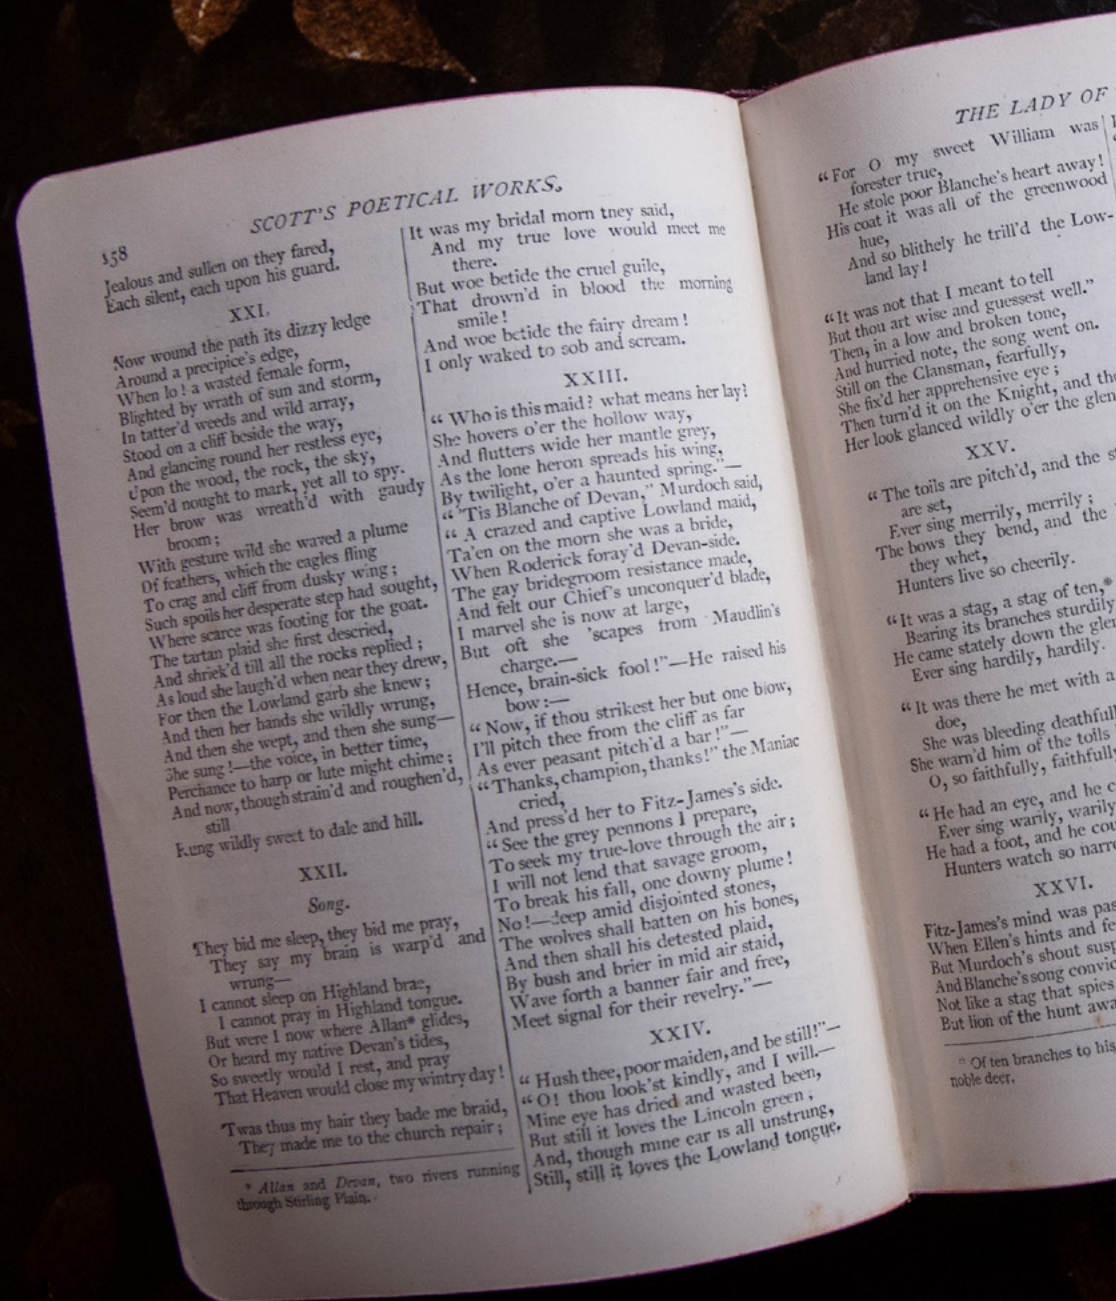 SCOTT'S POETICAL WORKS.
158
Jealous and sullen on they fared,
Each silent, each upon his guard.
XXI.
Now wound the path its dizzy ledge
Around a precipice's edge,
When lo! a wasted female form,
Blighted by wrath of sun and storm,
In tatter'd weeds and wild array,
Stood on a cliff beside the way,
And glancing round her restless eye,
Upon the wood, the rock, the sky,
Seem'd nought to mark, yet all to spy.
Her brow was wreath'd with gaudy
broom;
With gesture wild she waved a plume
Of feathers, which the eagles fling
To crag and cliff from dusky wing;
Such spoils her desperate step had sought,
Where scarce was footing for the goat.
The tartan plaid she first descried,
And shriek'd till all the rocks replied;
As loud she laugh'd when near they drew,
For then the Lowland garb she knew;
And then her hands she wildly wrung,
And then she wept, and then she sung—
She sung!—the voice, in better time,
Perchance to harp or lute might chime;
And now, though strain'd and roughen'd,
still
Rung wildly sweet to dale and hill.
XXII.
Song.
They bid me sleep, they bid me pray,
They say my brain is warp'd and
wrung—
I cannot sleep on Highland brae,
I cannot pray in Highland tongue.
But were I now where Allan* glides,
Or heard my native Devan's tides,
So sweetly would I rest, and pray
That Heaven would close my wintry day!
'Twas thus my hair they bade me braid,
They made me to the church repair;
* Allan and Devan, two rivers running
through Stirling Plain.
It was my bridal morn they said,
And my true love would meet me
there.
But woe betide the cruel guile,
That drown'd in blood the morning
smile!
And woe betide the fairy dream!
I only waked to sob and scream.
XXIII.
“ Who is this maid? what means her lay?
She hovers o'er the hollow way,
And flutters wide her mantle grey,
As the lone heron spreads his wing,
By twilight, o'er a haunted spring.”—
“ 'Tis Blanche of Devan,” Murdoch said,
“ A crazed and captive Lowland maid,
Ta'en on the morn she was a bride,
When Roderick foray'd Devan-side.
The gay bridegroom resistance made,
And felt our Chief's unconquer'd blade,
I marvel she is now at large,
But oft she 'scapes from Maudlin's
charge.—
Hence, brain-sick fool!”—He raised his
bow:—
“ Now, if thou strikest her but one blow,
I'll pitch thee from the cliff as far
As ever peasant pitch'd a bar!”—
“Thanks, champion, thanks!” the Maniac
cried,
And press'd her to Fitz-James's side.
“ See the grey pennons I prepare,
To seek my true-love through the air;
I will not lend that savage groom,
To break his fall, one downy plume!
No!—deep amid disjointed stones,
The wolves shall batten on his bones,
And then shall his detested plaid,
By bush and brier in mid air staid,
Wave forth a banner fair and free,
Meet signal for their revelry.”—
XXIV.
“ Hush thee, poor maiden, and be still!”—
“ O! thou look'st kindly, and I will.—
Mine eye has dried and wasted been,
But still it loves the Lincoln green;
And, though mine ear is all unstrung,
Still, still it loves the Lowland tongue.
THE LADY OF
“ For O my sweet William was
forester true,
He stole poor Blanche's heart away!
His coat it was all of the greenwood
hue,
And so blithely he trill'd the Low-
land lay!
“ It was not that I meant to tell
But thou art wise and guessest well.”
Then, in a low and broken tone,
And hurried note, the song went on.
Still on the Clansman, fearfully,
She fix'd her apprehensive eye;
Then turn'd it on the Knight, and the
Her look glanced wildly o'er the glen
XXV.
“ The toils are pitch'd, and the
are set,
Ever sing merrily, merrily;
The bows they bend, and the
they whet,
Hunters live so cheerily.
“ It was a stag, a stag of ten,*
Bearing its branches sturdily
He came stately down the glen
Ever sing hardily, hardily.
“ It was there he met with a
doe,
She was bleeding deathfull
She warn'd him of the toils
O, so faithfully, faithfully
“ He had an eye, and he c
Ever sing warily, warily
He had a foot, and he cou
Hunters watch so narro
XXVI.
Fitz-James's mind was pas
When Ellen's hints and fe
But Murdoch's shout susp
And Blanche's song convic
Not like a stag that spies
But lion of the hunt awa
* Of ten branches to his
noble deer.